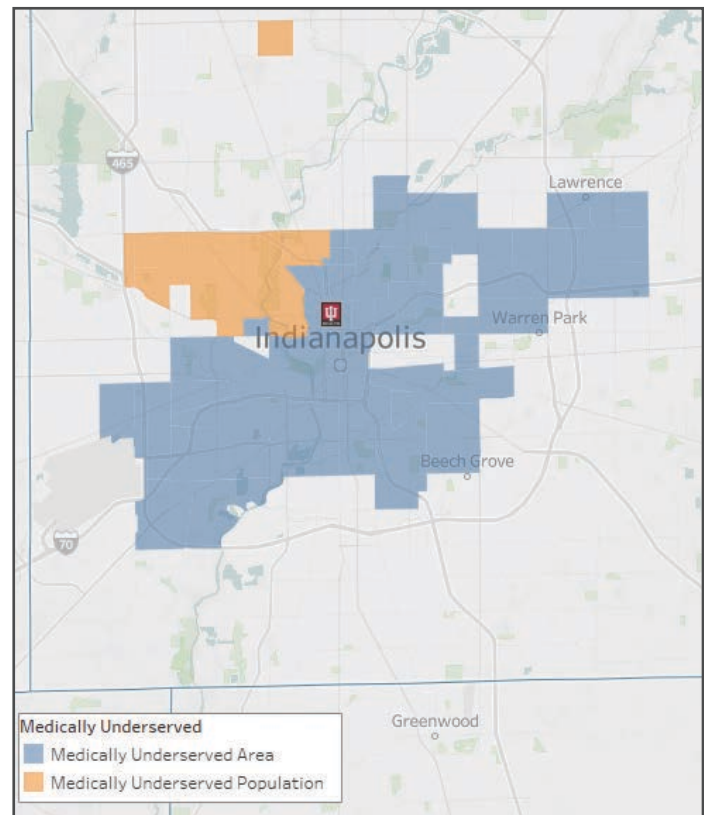 465
Lawrence
Warren Park
Indianapolis
Beech Grove
70
Greenwood
Medically Underserved
Medically Underserved Area
Medically Underserved Population